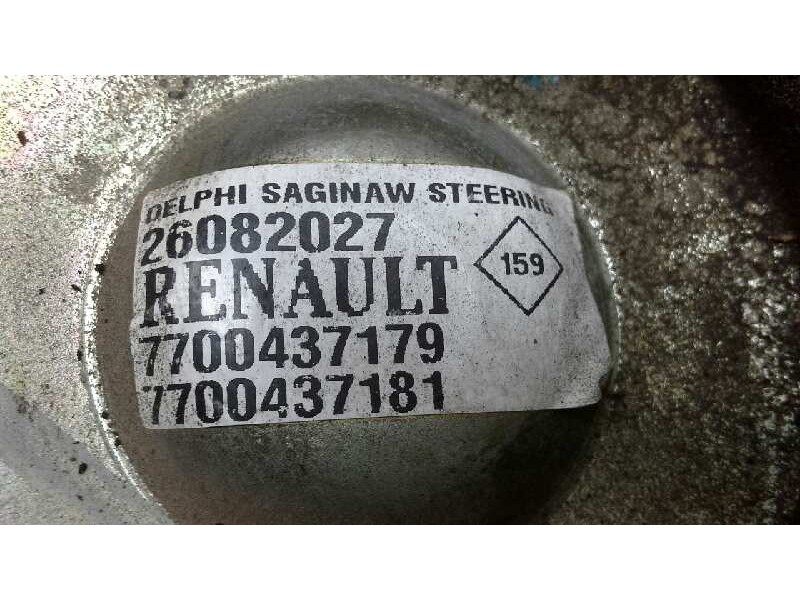 DELPHI SAGINAW STEERING
26082027
RENAULT
159
7700437179
7700437181